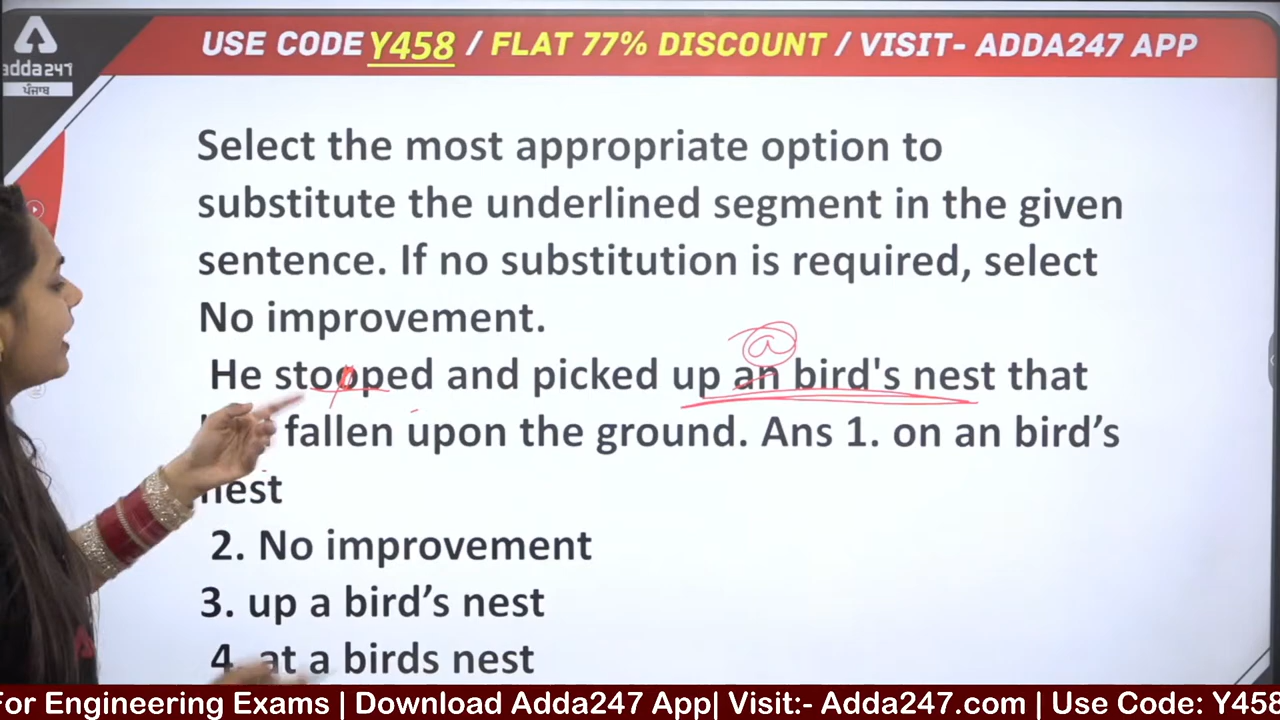 USE CODE Y458 / FLAT 77% DISCOUNT / VISIT- ADDA247 APP
adda247
ਪੰਜਾਬ
Select the most appropriate option to
substitute the underlined segment in the given
sentence. If no substitution is required, select
No improvement.
a
He stopped and picked up an bird's nest that
fallen upon the ground. Ans 1. on an bird’s
nest
2. No improvement
3. up a bird’s nest
4. at a birds nest
For Engineering Exams | Download Adda247 App| Visit:- Adda247.com | Use Code: Y458